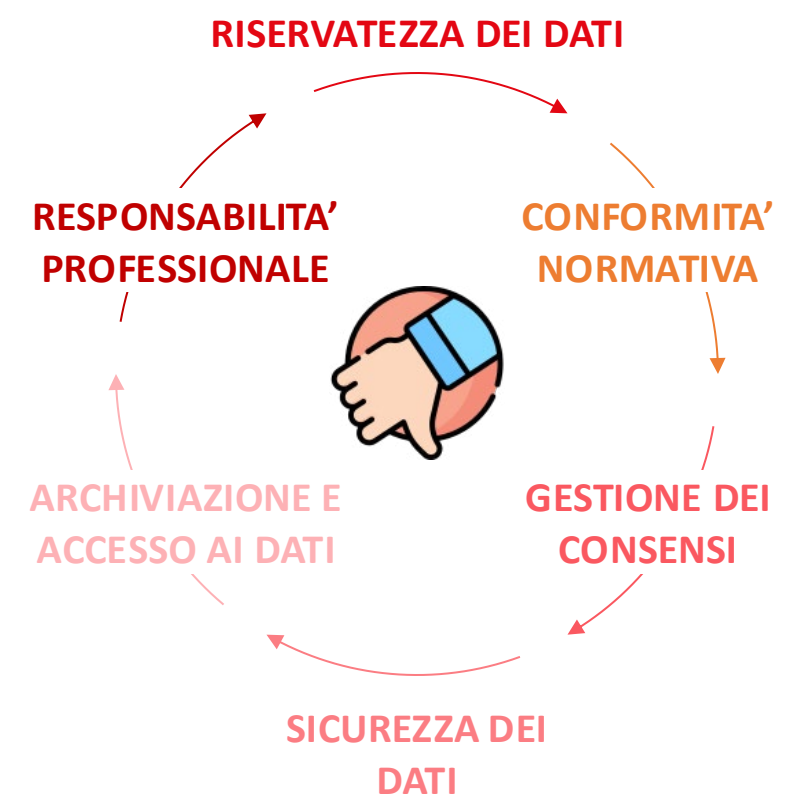 RISERVATEZZA DEI DATI
CONFORMITA’
NORMATIVA
GESTIONE DEI
CONSENSI
SICUREZZA DEI
DATI
ARCHIVIAZIONE E
ACCESSO AI DATI
RESPONSABILITA’
PROFESSIONALE